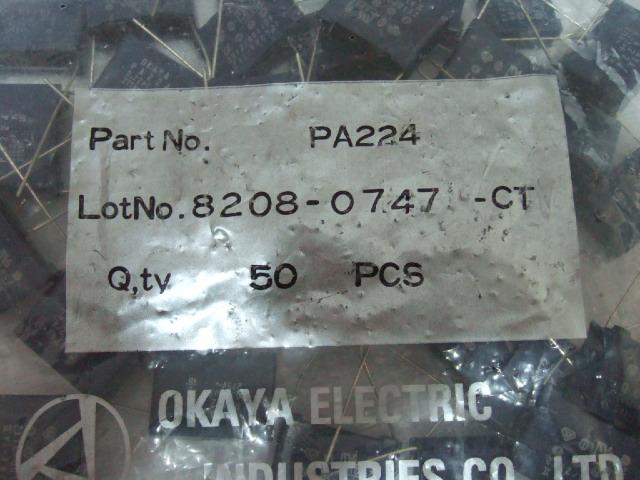 Part No. PA224
LotNo. 8208-0747 -CT
Q,ty 50 PCS
OKAYA ELECTRIC
INDUSTRIES CO., LTD